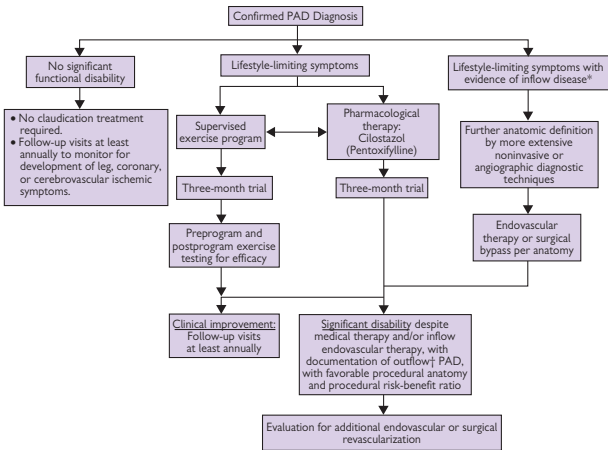 Confirmed PAD Diagnosis
No significant
functional disability
Lifestyle-limiting symptoms
Lifestyle-limiting symptoms with
evidence of inflow disease*
• No claudication treatment
required.
• Follow-up visits at least
annually to monitor for
development of leg, coronary,
or cerebrovascular ischemic
symptoms.
Supervised
exercise program
Pharmacological
therapy:
Cilostazol
(Pentoxifylline)
Further anatomic definition
by more extensive
noninvasive or
angiographic diagnostic
techniques
Three-month trial
Three-month trial
Preprogram and
postprogram exercise
testing for efficacy
Endovascular
therapy or surgical
bypass per anatomy
Clinical improvement:
Follow-up visits
at least annually
Significant disability despite
medical therapy and/or inflow
endovascular therapy, with
documentation of outflow† PAD,
with favorable procedural anatomy
and procedural risk-benefit ratio
Evaluation for additional endovascular or surgical
revascularization